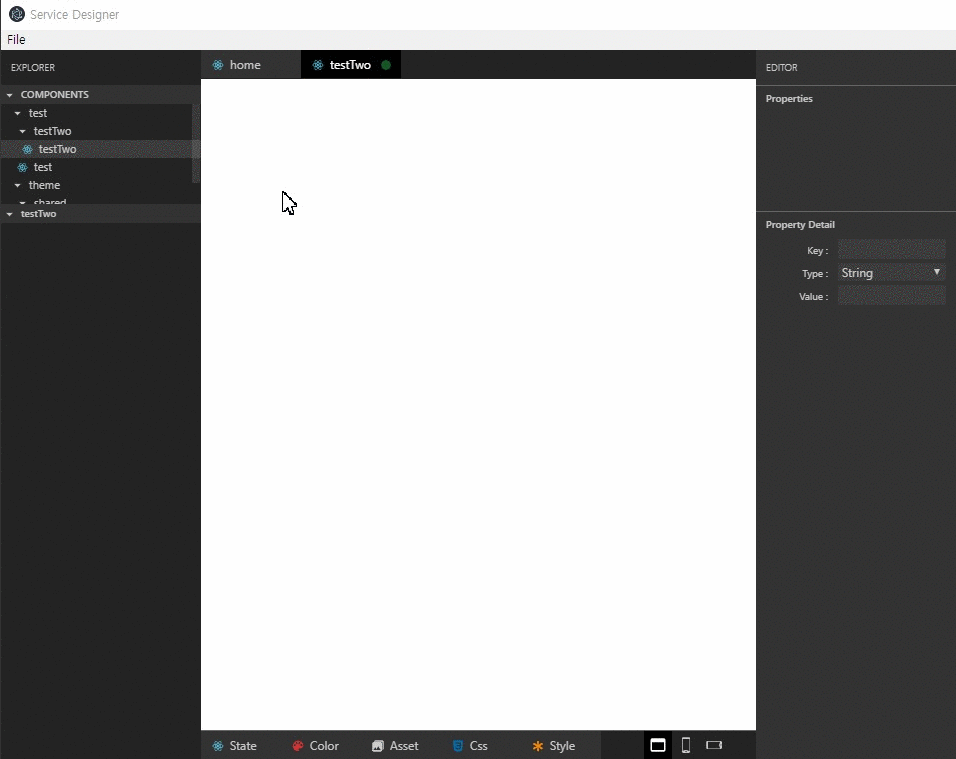 Service Designer
File
EXPLORER
COMPONENTS
test
testTwo
testTwo
test
theme
shared
testTwo
home
testTwo
EDITOR
Properties
Property Detail
Key :
Type : String
Value :
State
Color
Asset
Css
Style